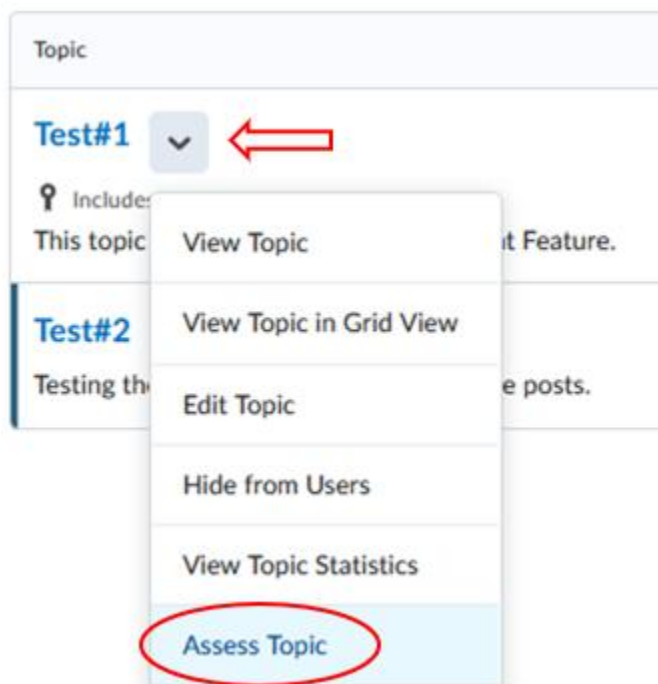 Topic
Test#1
Includes
This topic
t Feature.
View Topic
View Topic in Grid View
Test#2
Testing th
e posts.
Edit Topic
Hide from Users
View Topic Statistics
Assess Topic